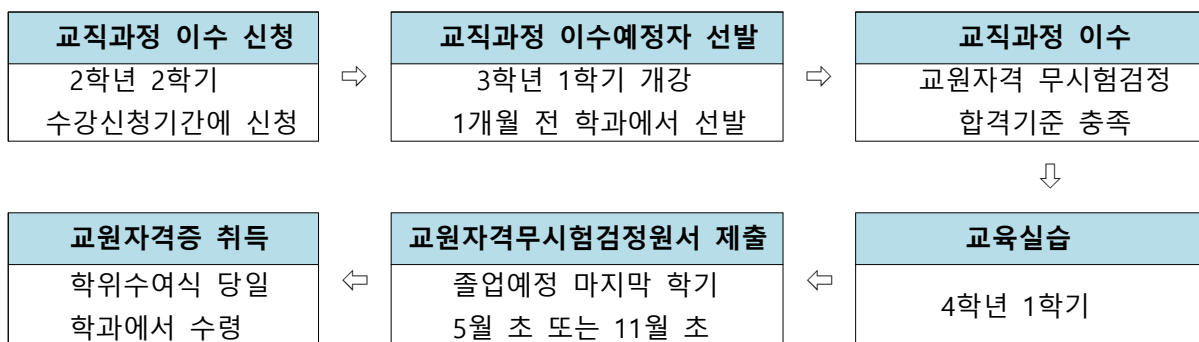 교직과정 이수 신청
2학년 2학기
수강신청기간에 신청
⇨
교직과정 이수예정자 선발
3학년 1학기 개강
1개월 전 학과에서 선발
⇨
교직과정 이수
교원자격 무시험검정
합격기준 충족
⇩
교육실습
4학년 1학기
⇦
교원자격무시험검정원서 제출
졸업예정 마지막 학기
5월 초 또는 11월 초
⇦
교원자격증 취득
학위수여식 당일
학과에서 수령